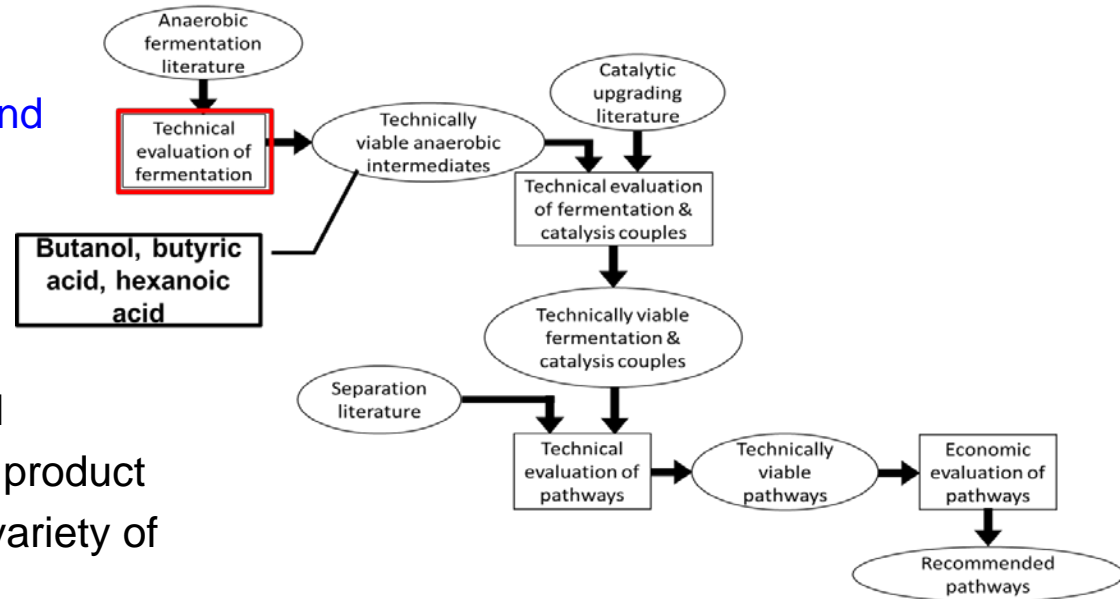 Anaerobic
fermentation
literature
nd
Technical
evaluation of
fermentation
Technically
viable anaerobic
intermediates
Catalytic
upgrading
literature
Technical evaluation
of fermentation &
catalysis couples
Butanol, butyric
acid, hexanoic
acid
Technically viable
fermentation &
catalysis couples
Separation
literature
product
variety of
Technical
evaluation of
pathways
Technically
viable
pathways
Economic
evaluation of
pathways
Recommended
pathways